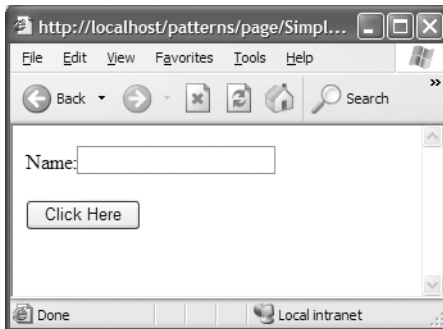 http://localhost/patterns/page/Simpl...
File Edit View Favorites Tools Help
Back Search »
Name:
Click Here
Done Local intranet